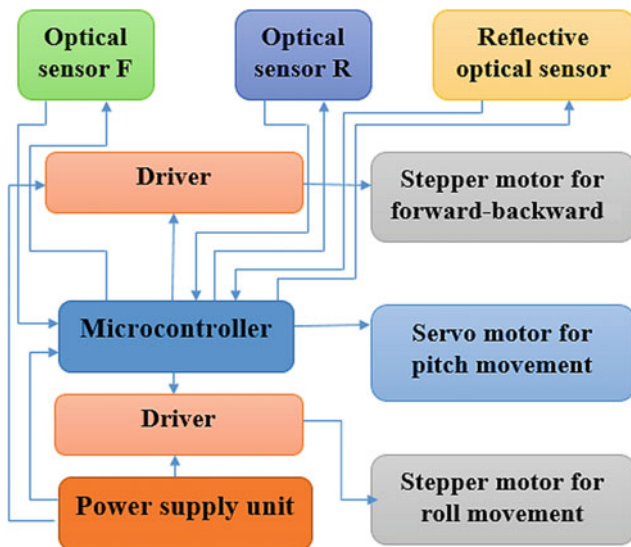 Optical
sensor F
Optical
sensor R
Reflective
optical sensor
Driver
Stepper motor for
forward-backward
Microcontroller
Servo motor for
pitch movement
Driver
Power supply unit
Stepper motor for
roll movement